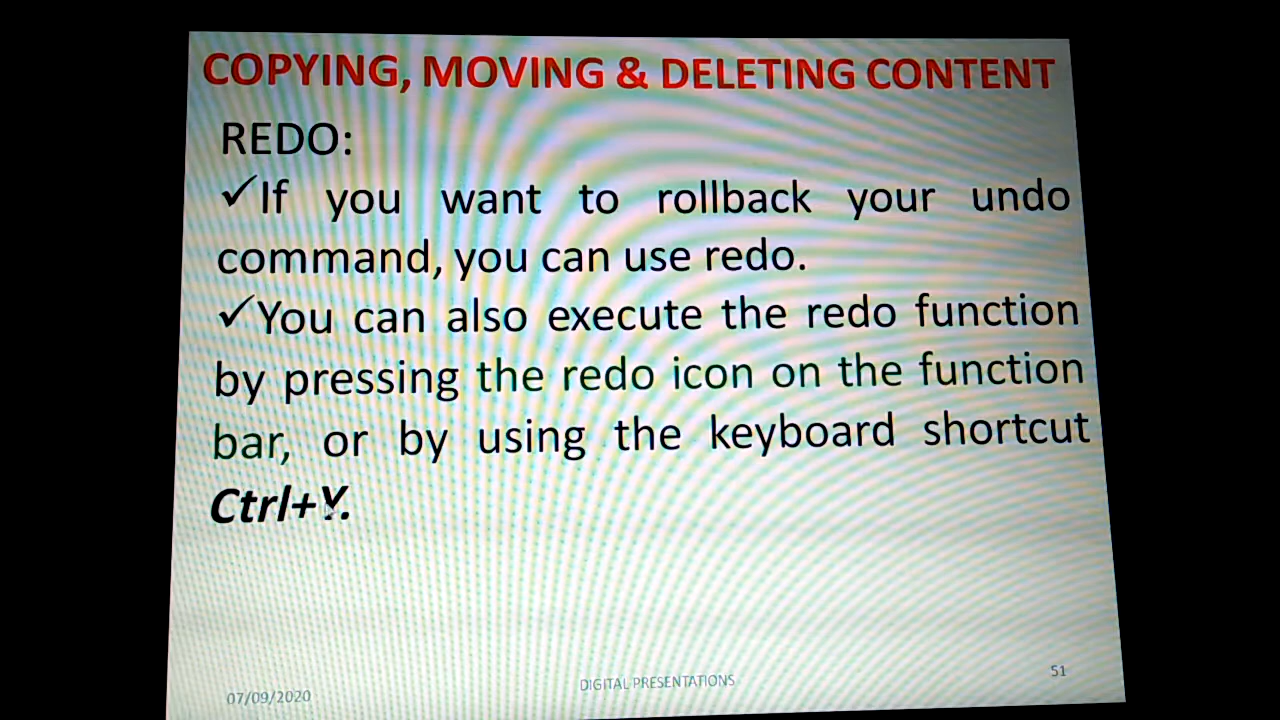 COPYING, MOVING & DELETING CONTENT
REDO:
✓If you want to rollback your undo
command, you can use redo.
✓You can also execute the redo function
by pressing the redo icon on the function
bar, or by using the keyboard shortcut
Ctrl+Y.
07/09/2020
DIGITAL PRESENTATIONS
51